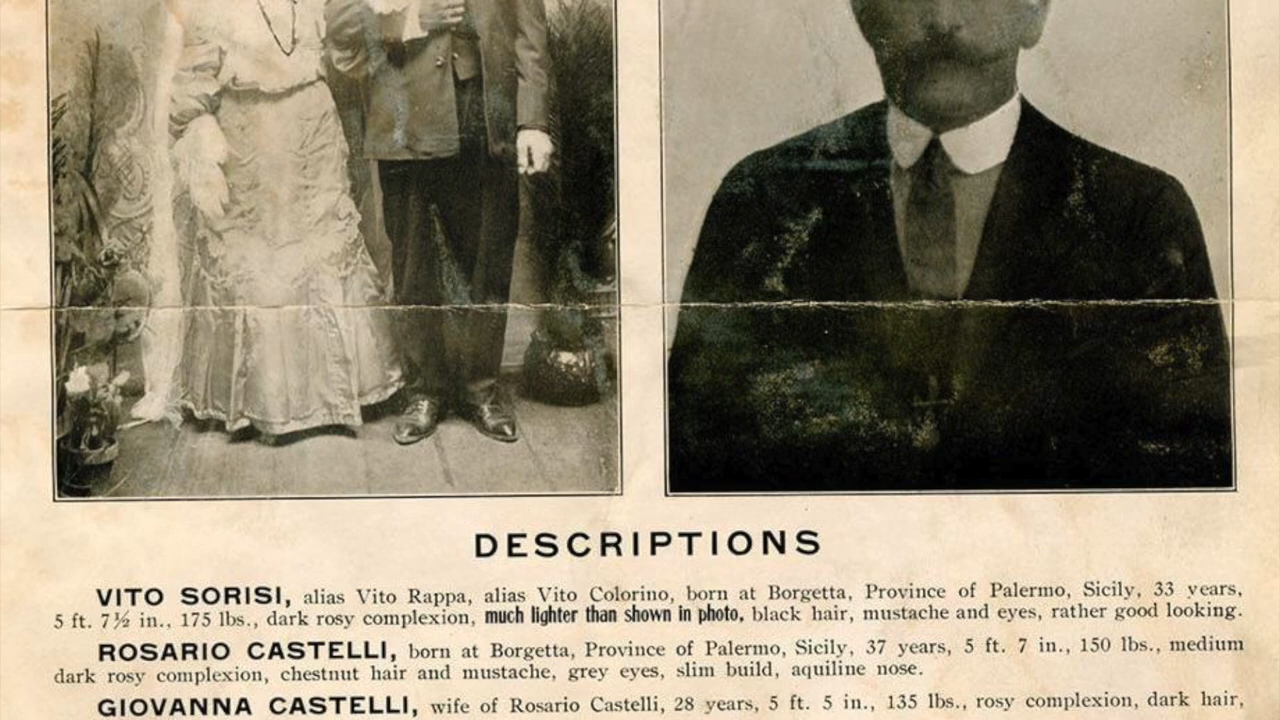 DESCRIPTIONS
VITO SORISI, alias Vito Rappa, alias Vito Colorino, born at Borgetta, Province of Palermo, Sicily, 33 years,
5 ft. 7½ in., 175 lbs., dark rosy complexion, much lighter than shown in photo, black hair, mustache and eyes, rather good looking.
ROSARIO CASTELLI, born at Borgetta, Province of Palermo, Sicily, 37 years, 5 ft. 7 in., 150 lbs., medium
dark rosy complexion, chestnut hair and mustache, grey eyes, slim build, aquiline nose.
GIOVANNA CASTELLI, wife of Rosario Castelli, 28 years, 5 ft. 5 in., 135 lbs., rosy complexion, dark hair,